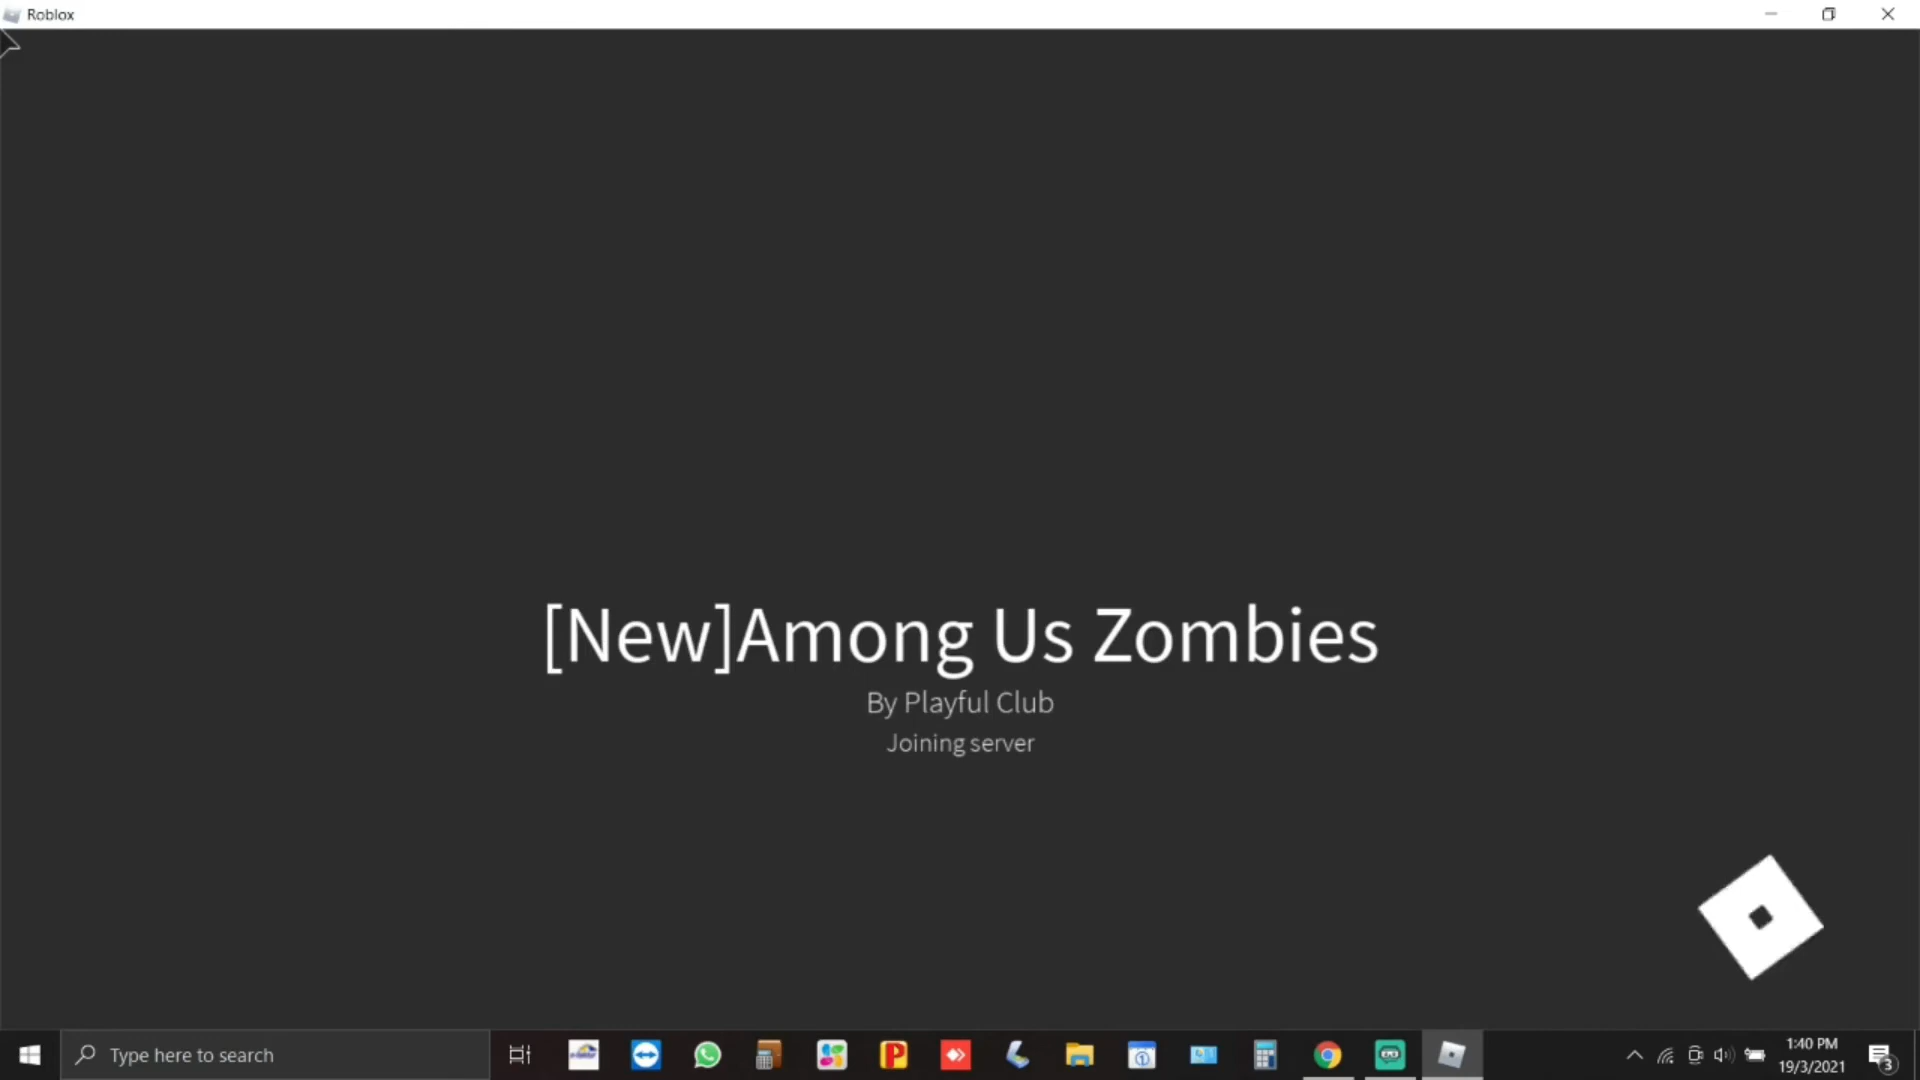 Roblox
[New]Among Us Zombies
By Playful Club
Joining server
Type here to search
1:40 PM
19/3/2021
3